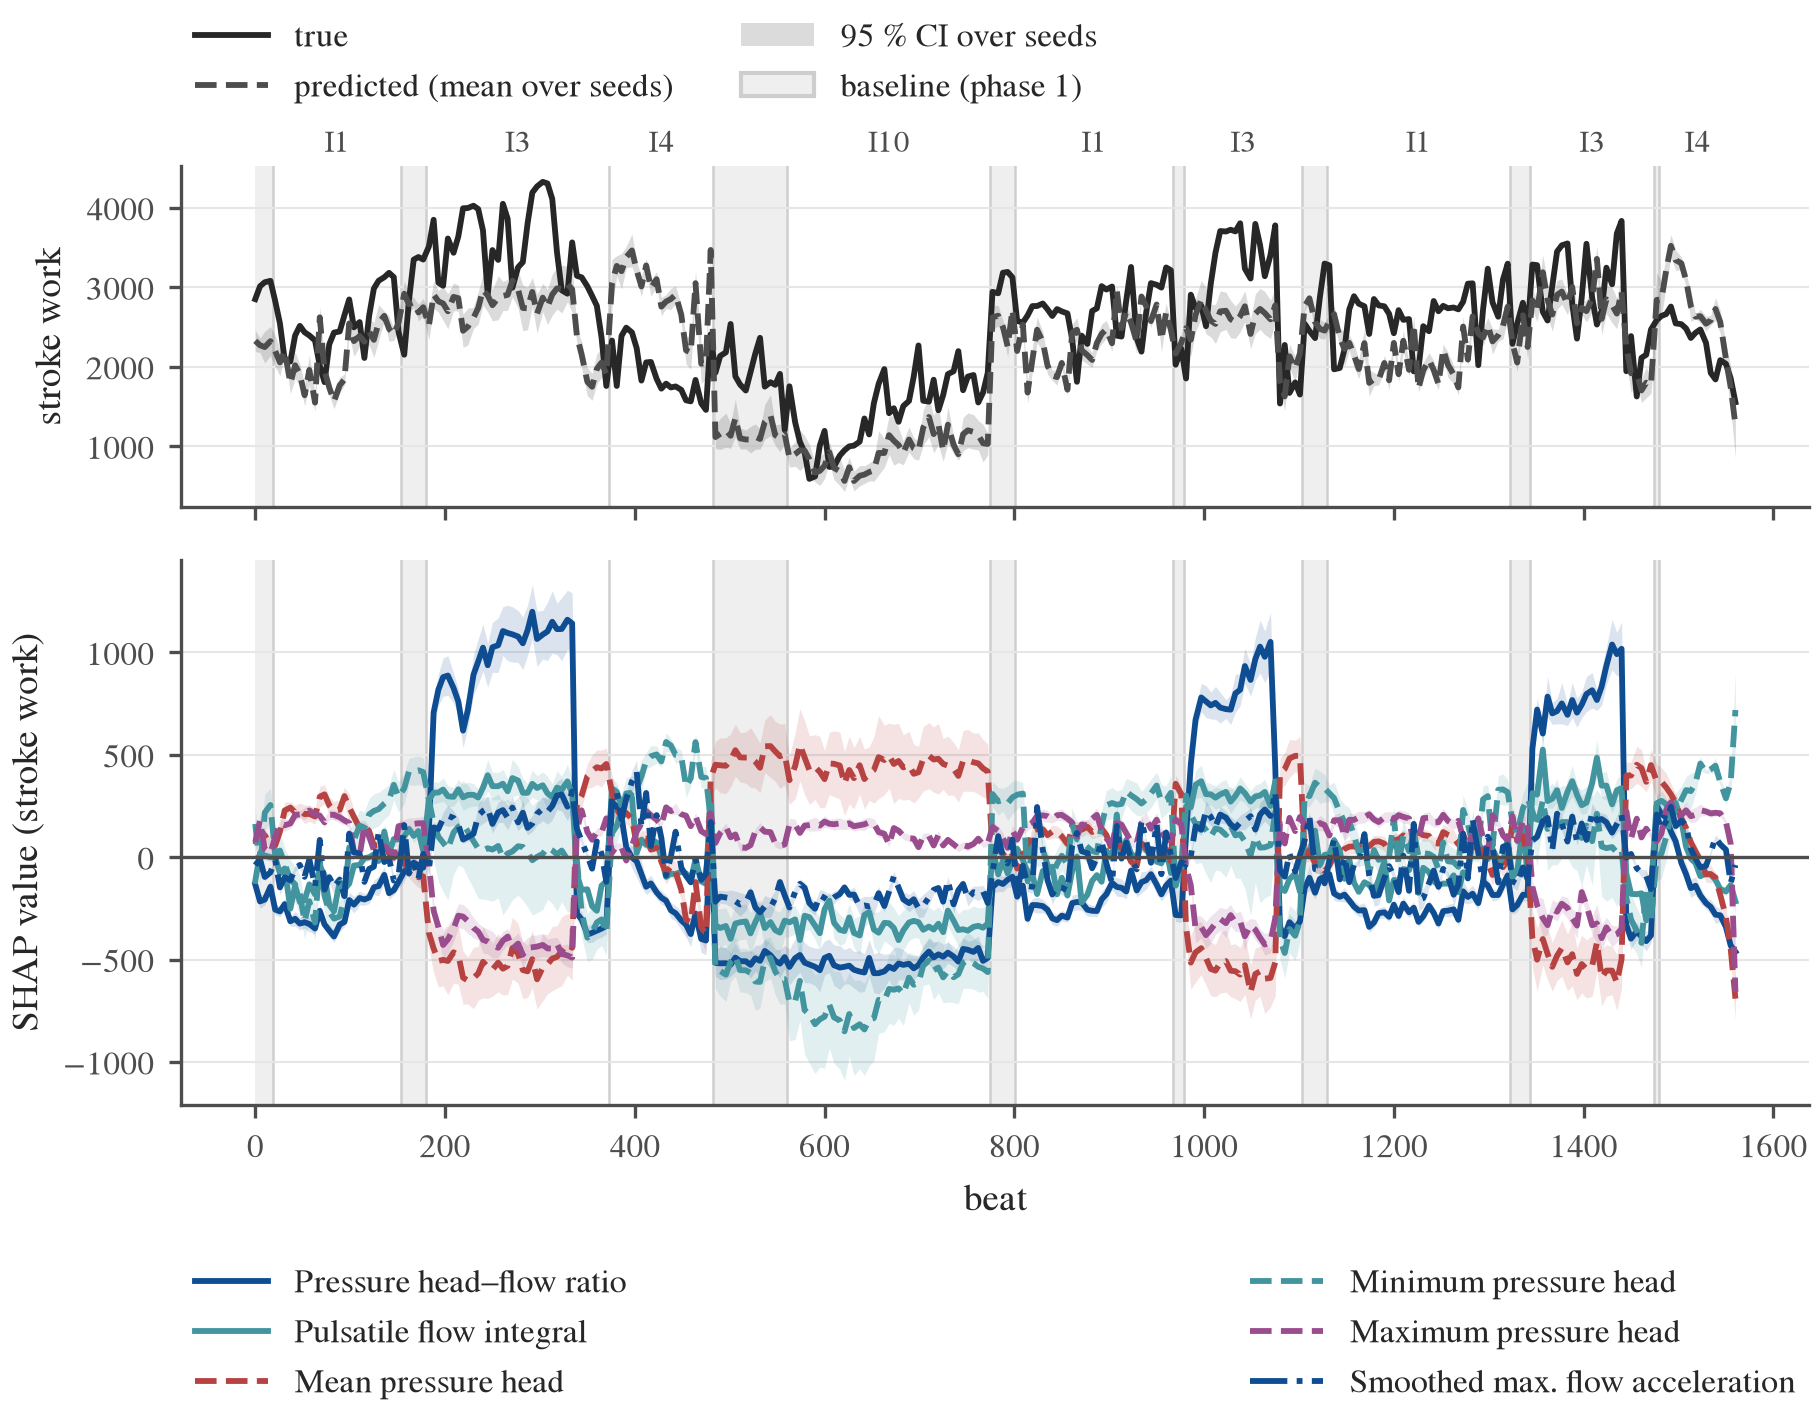 true
95 % CI over seeds
predicted (mean over seeds)
baseline (phase 1)
I1 I3 I4 I10 I1 I3 I1 I3 I4
4000
3000
2000
1000
stroke work
1000
500
0
−500
−1000
SHAP value (stroke work)
0 200 400 600 800 1000 1200 1400 1600
beat
Pressure head–flow ratio
Pulsatile flow integral
Mean pressure head
Minimum pressure head
Maximum pressure head
Smoothed max. flow acceleration